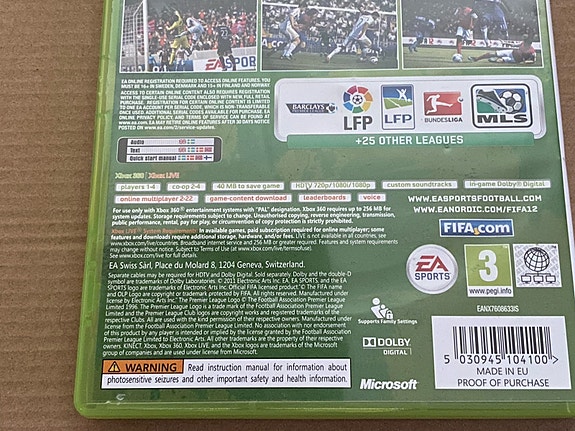 EA SPORTS
EA ONLINE REGISTRATION REQUIRED TO ACCESS ONLINE FEATURES. YOU
MUST BE 16+ IN SWEDEN, DENMARK AND 15+ IN FINLAND AND NORWAY.
ACCESS TO CERTAIN ONLINE CONTENT ALSO REQUIRES REGISTRATION
WITH THE SINGLE-USE SERIAL CODE ENCLOSED WITH NEW, FULL RETAIL
PURCHASE. REGISTRATION FOR CERTAIN ONLINE CONTENT IS LIMITED
TO ONE EA ACCOUNT PER SERIAL CODE, WHICH IS NON-TRANSFERABLE
ONCE USED. ADDITIONAL SERIAL CODES AVAILABLE FOR PURCHASE. EA
ONLINE PRIVACY POLICY AND TERMS OF SERVICE CAN BE FOUND AT
www.ea.com. EA MAY RETIRE ONLINE FEATURES AFTER 30 DAYS NOTICE
POSTED ON www.ea.com/2/service-updates.
BARCLAYS
LFP
LFP
BUNDESLIGA
MLS
+25 OTHER LEAGUES
Audio
Text
Quick start manual
Xbox 360 | Xbox LIVE
players 1-4
co-op 2-4
40 MB to save game
HDTV 720p/1080i/1080p
custom soundtracks
in-game Dolby® Digital
online multiplayer 2-22
game-content download
leaderboards
voice
For use only with Xbox 360® entertainment systems with "PAL" designation. Xbox 360 requires up to 256 MB for
system updates. Storage requirements subject to change. Unauthorised copying, reverse engineering, transmission,
public performance, rental, pay for play, or circumvention of copy protection is strictly prohibited.
Xbox LIVE® System Requirements: In available games, paid subscription required for online multiplayer; some
features may require additional storage, hardware, and/or fees. LIVE is not available in all countries, see
www.xbox.com/live/countries. Broadband internet service and 256 MB or greater required. Features and requirements
may change without notice. Subject to Terms of Use (at www.xbox.com/live/termsofuse).
See www.xbox.com/live for full details.
WWW.EASPORTSFOOTBALL.COM
WWW.EANORDIC.COM/FIFA12
FIFA.com
EA Swiss Sàrl, Place du Molard 8, 1204 Geneva, Switzerland.
Separate cables may be required for HDTV and Dolby Digital. Sold separately. Dolby and the double-D
symbols are trademarks of Dolby Laboratories. © 2011 Electronic Arts Inc. EA, EA SPORTS, and the EA
SPORTS logo are trademarks of Electronic Arts Inc. Official FIFA licensed product © The FIFA name
and OLP logo are copyright or trademark protected by FIFA. All rights reserved. Manufactured under
license by Electronic Arts Inc. The Premier League Logo © The Football Association Premier League
Limited 1996. The Premier League Logo is a trade mark of the Football Association Premier League
Limited and the Premier League Club logos are copyright works and registered trademarks of the
respective Clubs. All are used with the kind permission of their respective owners. Manufactured under
license from the Football Association Premier League Limited. No association with nor endorsement
of this product by any player is intended or implied by the license granted by the Football Association
Premier League Limited to Electronic Arts. All other trademarks are the property of their respective
owners. KINECT, Xbox, Xbox 360, Xbox LIVE, and the Xbox logos are trademarks of the Microsoft
group of companies and are used under license from Microsoft.
EA
SPORTS
3
www.pegi.info
EANX7608633IS
Supports Family Settings
DOLBY
DIGITAL
5 030945 104100 >
MADE IN EU
PROOF OF PURCHASE
WARNING
Read instruction manual for information about
photosensitive seizures and other important safety and health information.
Microsoft